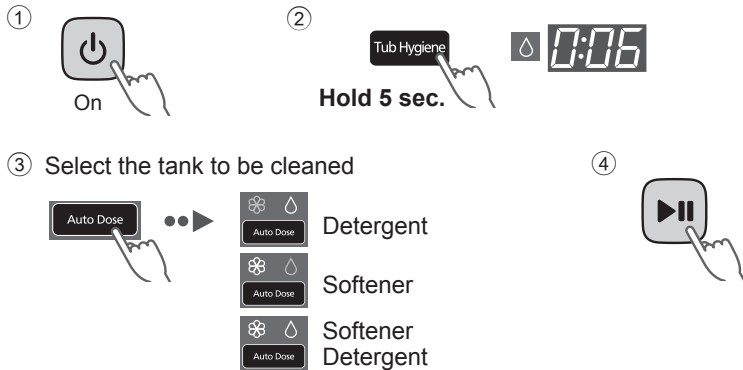 ①
On
②
Tub Hygiene
0:06
Hold 5 sec.
③ Select the tank to be cleaned
Auto Dose
Auto Dose
Detergent
Auto Dose
Softener
Auto Dose
Softener
Detergent
④